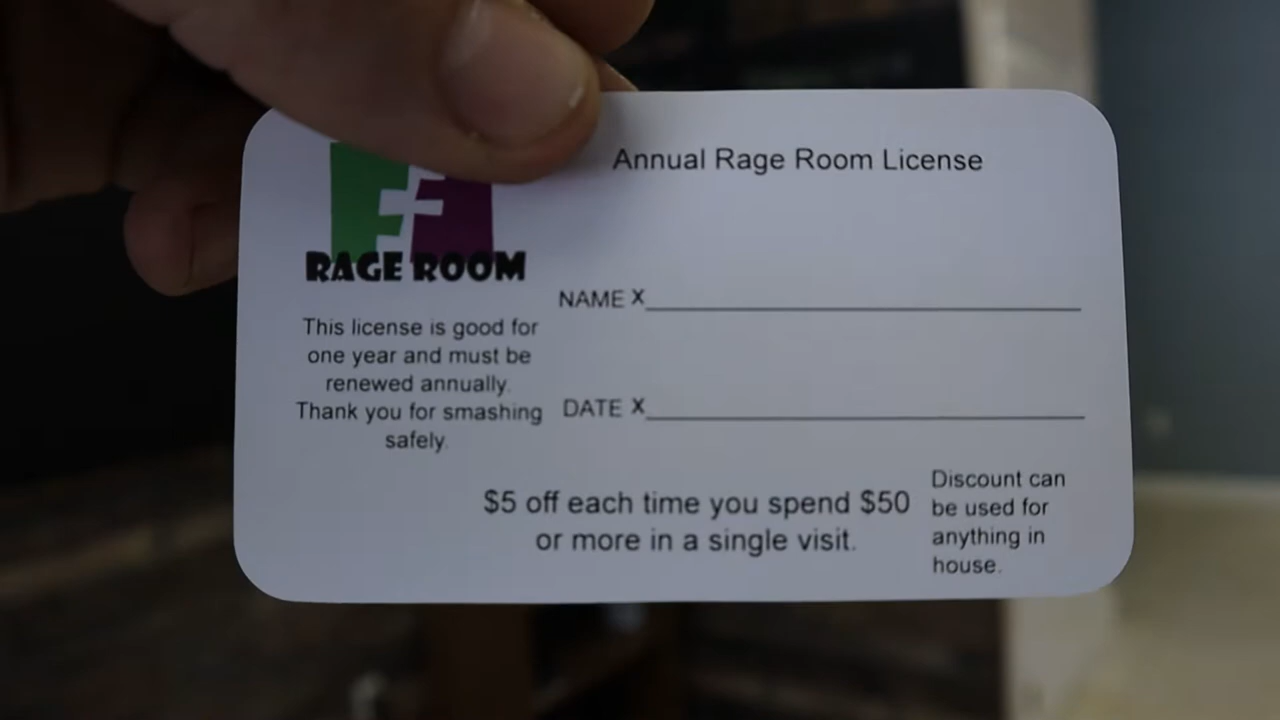 Annual Rage Room License
RAGE ROOM
NAME X
This license is good for
one year and must be
renewed annually.
Thank you for smashing
safely.
DATE X
$5 off each time you spend $50
or more in a single visit.
Discount can
be used for
anything in
house.